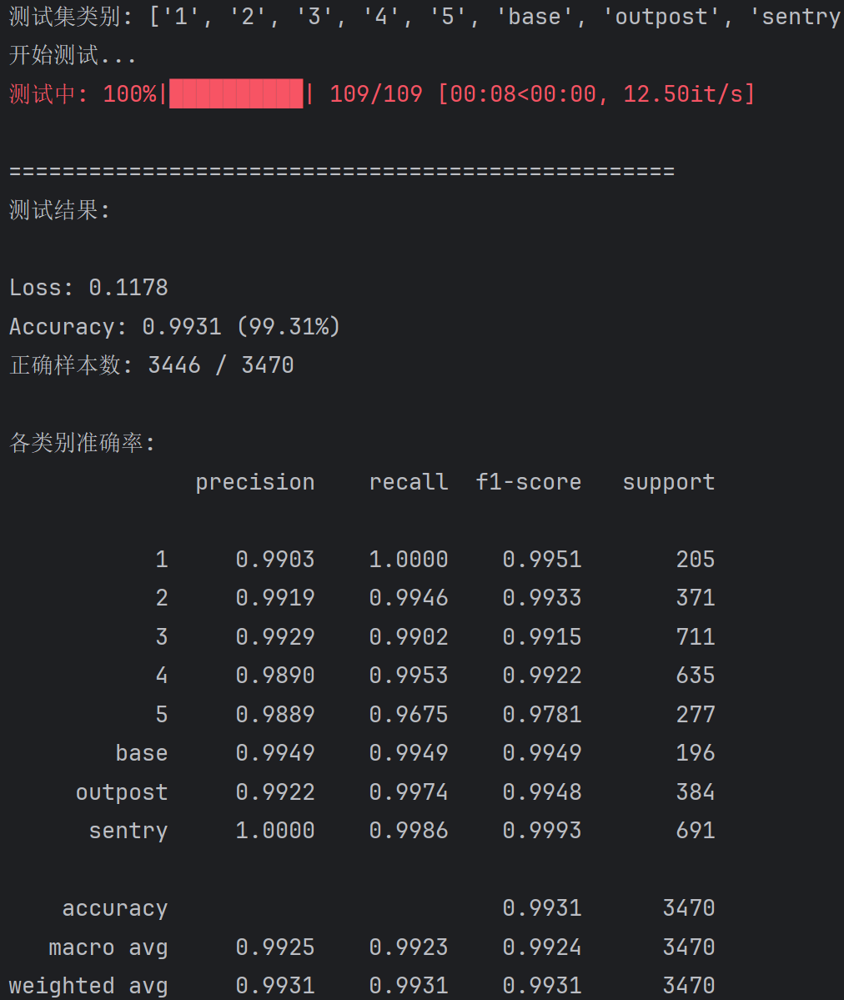 测试集类别: ['1', '2', '3', '4', '5', 'base', 'outpost', 'sentry
开始测试...
测试中: 100%|██████████| 109/109 [00:08<00:00, 12.50it/s]
==================================================
测试结果:
Loss: 0.1178
Accuracy: 0.9931 (99.31%)
正确样本数: 3446 / 3470
各类别准确率:
precision recall f1-score support
1 0.9903 1.0000 0.9951 205
2 0.9919 0.9946 0.9933 371
3 0.9929 0.9902 0.9915 711
4 0.9890 0.9953 0.9922 635
5 0.9889 0.9675 0.9781 277
base 0.9949 0.9949 0.9949 196
outpost 0.9922 0.9974 0.9948 384
sentry 1.0000 0.9986 0.9993 691
accuracy 0.9931 3470
macro avg 0.9925 0.9923 0.9924 3470
weighted avg 0.9931 0.9931 0.9931 3470